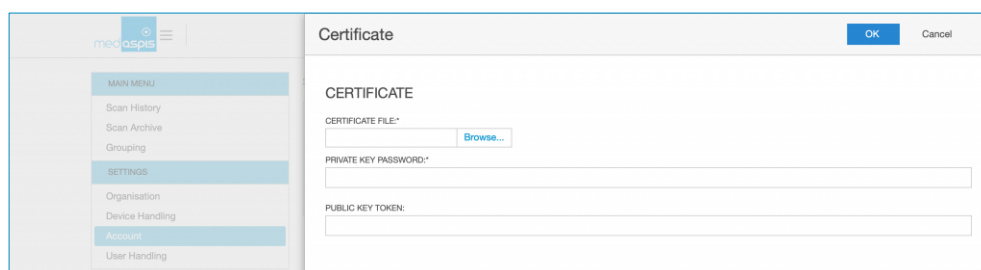 medaspis
Certificate
OK
Cancel
MAIN MENU
Scan History
Scan Archive
Grouping
SETTINGS
Organisation
Device Handling
Account
User Handling
CERTIFICATE
CERTIFICATE FILE:*
Browse...
PRIVATE KEY PASSWORD:*
PUBLIC KEY TOKEN: